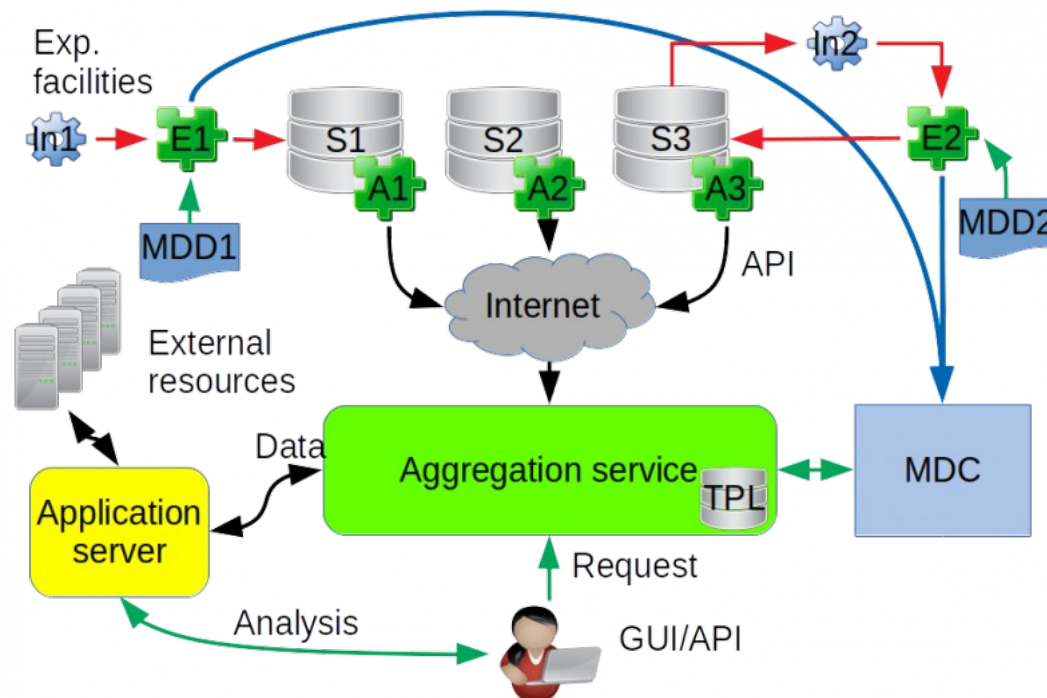 Exp.
facilities
In1
E1
S1
S2
S3
In2
E2
A1
A2
A3
MDD1
MDD2
API
Internet
External
resources
Data
Aggregation service
TPL
MDC
Application
server
Request
Analysis
GUI/API